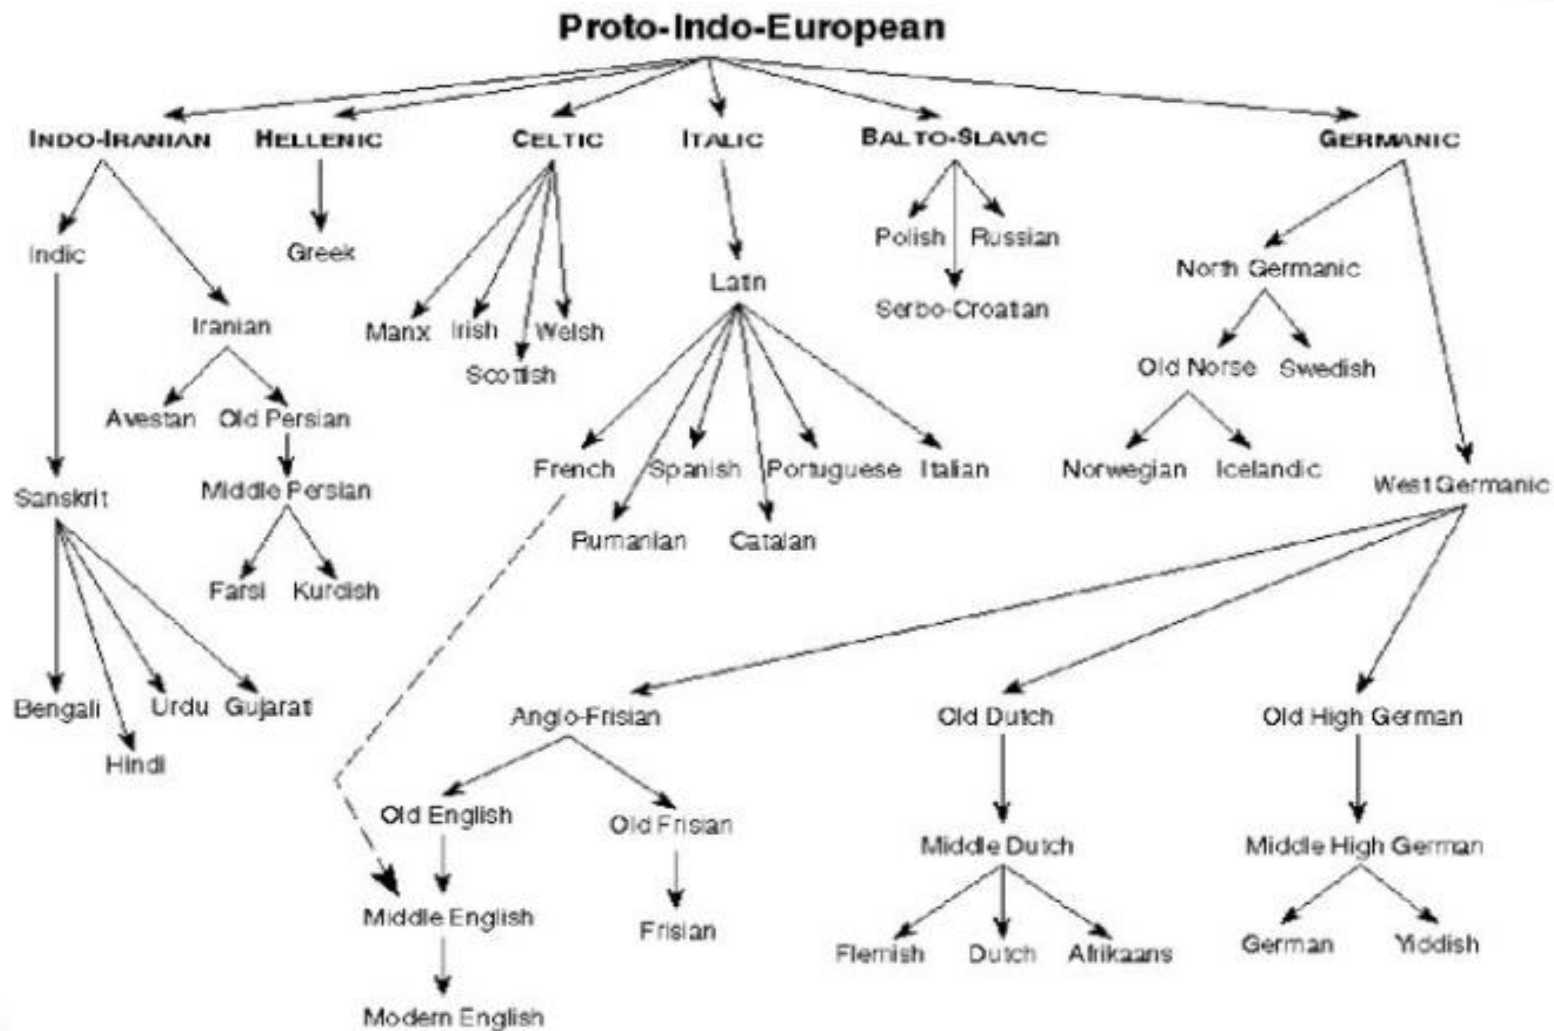 Proto-Indo-European
INDO-IRANIAN HELLENIC CELTIC ITALIC BALTO-SLAVIC GERMANIC
Polish Russian
Indic Greek
North Germanic
Latin
Serbo-Croatian
Iranian Manx Irish Welsh
Scottish
Old Norse Swedish
Avestan Old Persian
French Spanish Portuguese Italian Norwegian Icelandic
Sanskrit Middle Persian West Germanic
Rumanian Catalan
Farsi Kurdish
Bengali Urdu Gujarati
Anglo-Frisian Old Dutch Old High German
Hindi
Old English Old Frisian
Middle Dutch Middle High German
Middle English Frisian
Flemish Dutch Afrikaans German Yiddish
Modern English